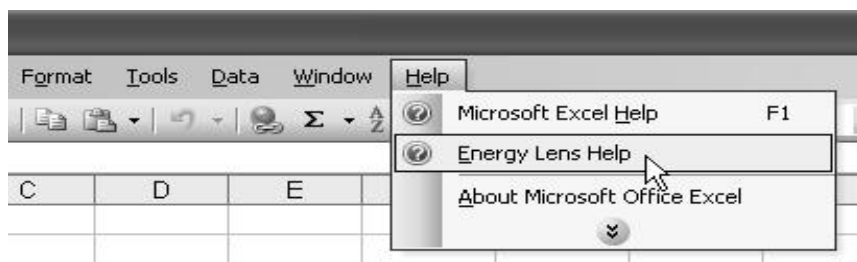 Format Tools Data Window Help
Σ A Z
Microsoft Excel Help F1
Energy Lens Help
C D E
About Microsoft Office Excel